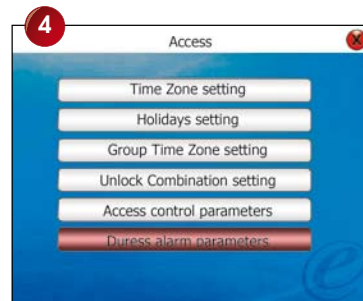 4
Access
X
Time Zone setting
Holidays setting
Group Time Zone setting
Unlock Combination setting
Access control parameters
Duress alarm parameters
e